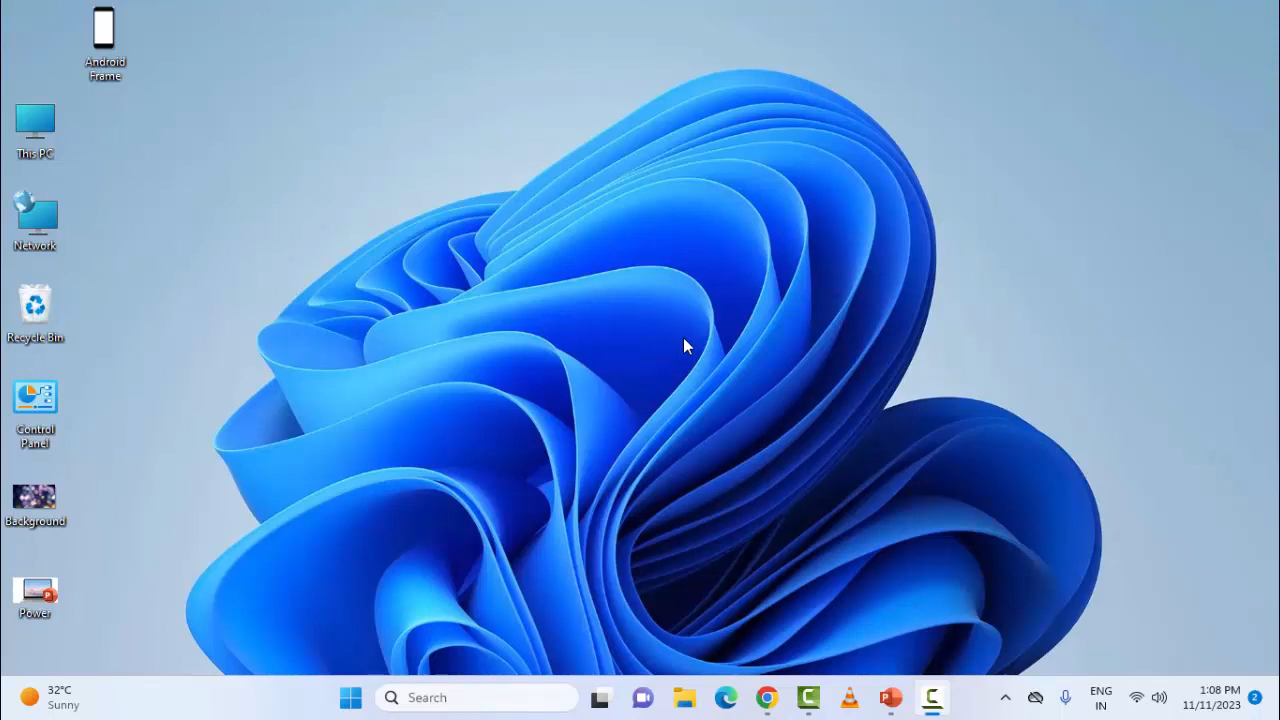 Android
Frame
This PC
Network
Recycle Bin
Control
Panel
Background
Power
32°C
Sunny
Search
ENG
IN
1:08 PM
11/11/2023
2